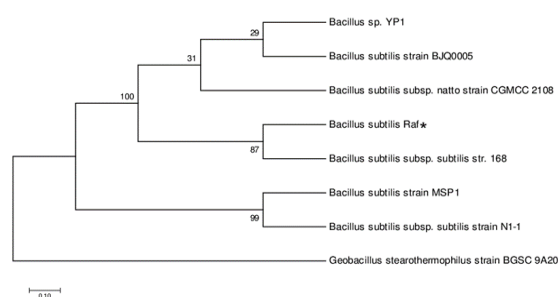 Bacillus sp. YP1
29
Bacillus subtilis strain BJQ0005
31
Bacillus subtilis subsp. natto strain CGMCC 2108
100
Bacillus subtilis Raf*
87
Bacillus subtilis subsp. subtilis str. 168
Bacillus subtilis strain MSP1
99
Bacillus subtilis subsp. subtilis strain N1-1
Geobacillus stearothermophilus strain BGSC 9A20
0.10